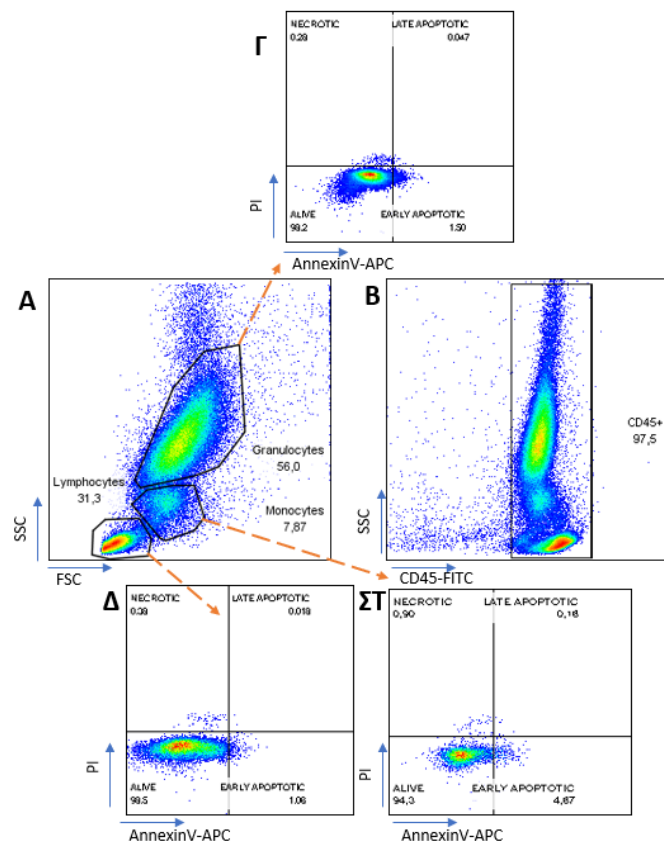 Γ
NECROTIC
0.28
LATE APOPTOTIC
0.047
PI
ALIVE
98.2
EARLY APOPTOTIC
1.50
AnnexinV-APC
A
Granulocytes
56,0
Lymphocytes
31,3
Monocytes
7,87
SSC
FSC
B
CD45+
97,5
SSC
CD45-FITC
Δ
NECROTIC
0.38
LATE APOPTOTIC
0.018
PI
ALIVE
98.5
EARLY APOPTOTIC
1.06
AnnexinV-APC
ΣΤ
NECROTIC
0,90
LATE APOPTOTIC
0,16
PI
ALIVE
94,3
EARLY APOPTOTIC
4,67
AnnexinV-APC